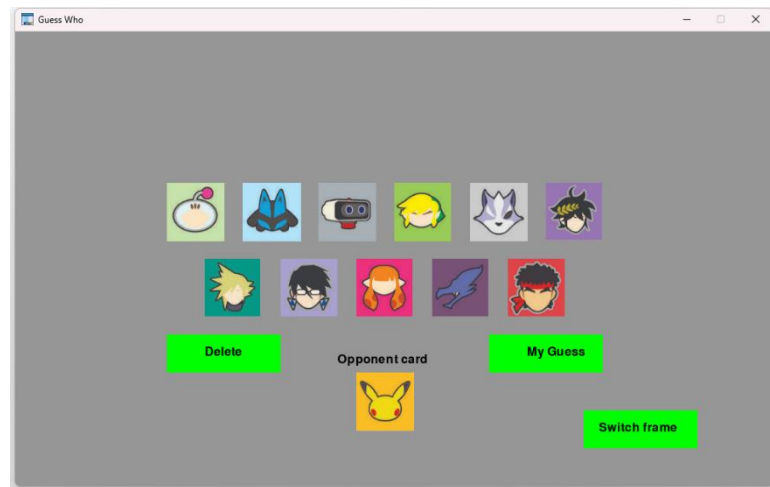 Guess Who
Delete
My Guess
Opponent card
Switch frame